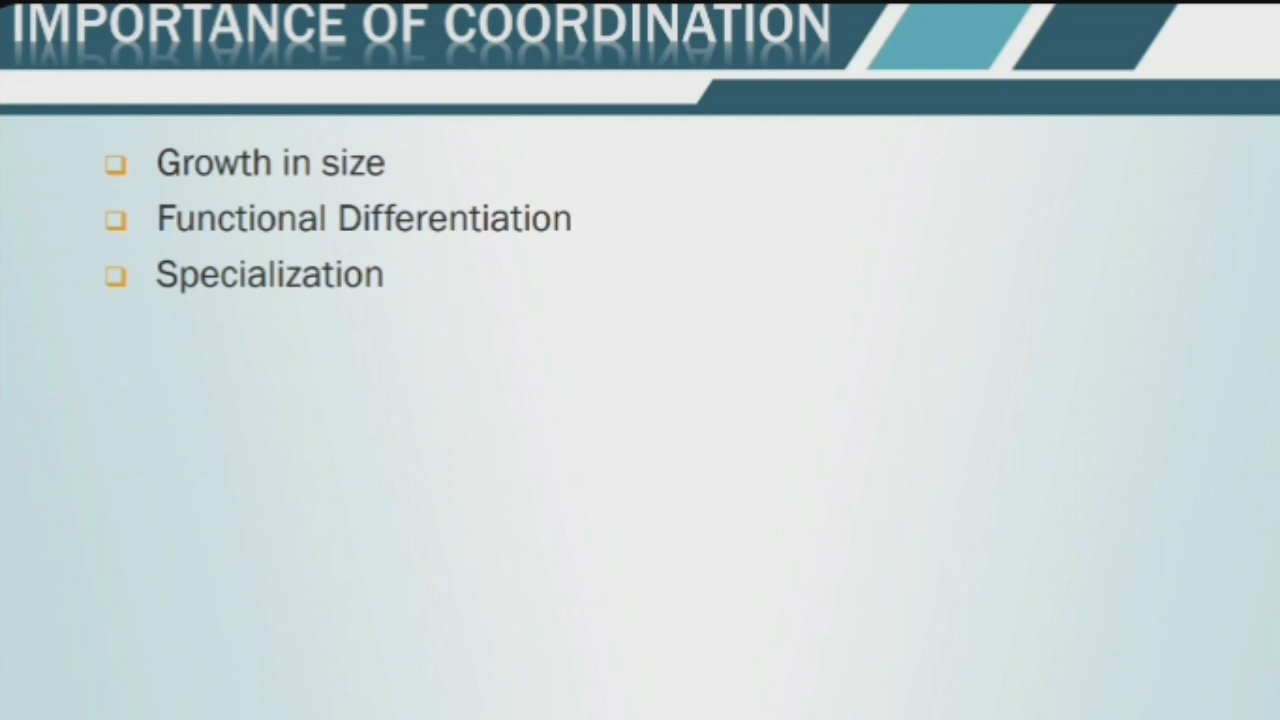 IMPORTANCE OF COORDINATION
Growth in size
Functional Differentiation
Specialization